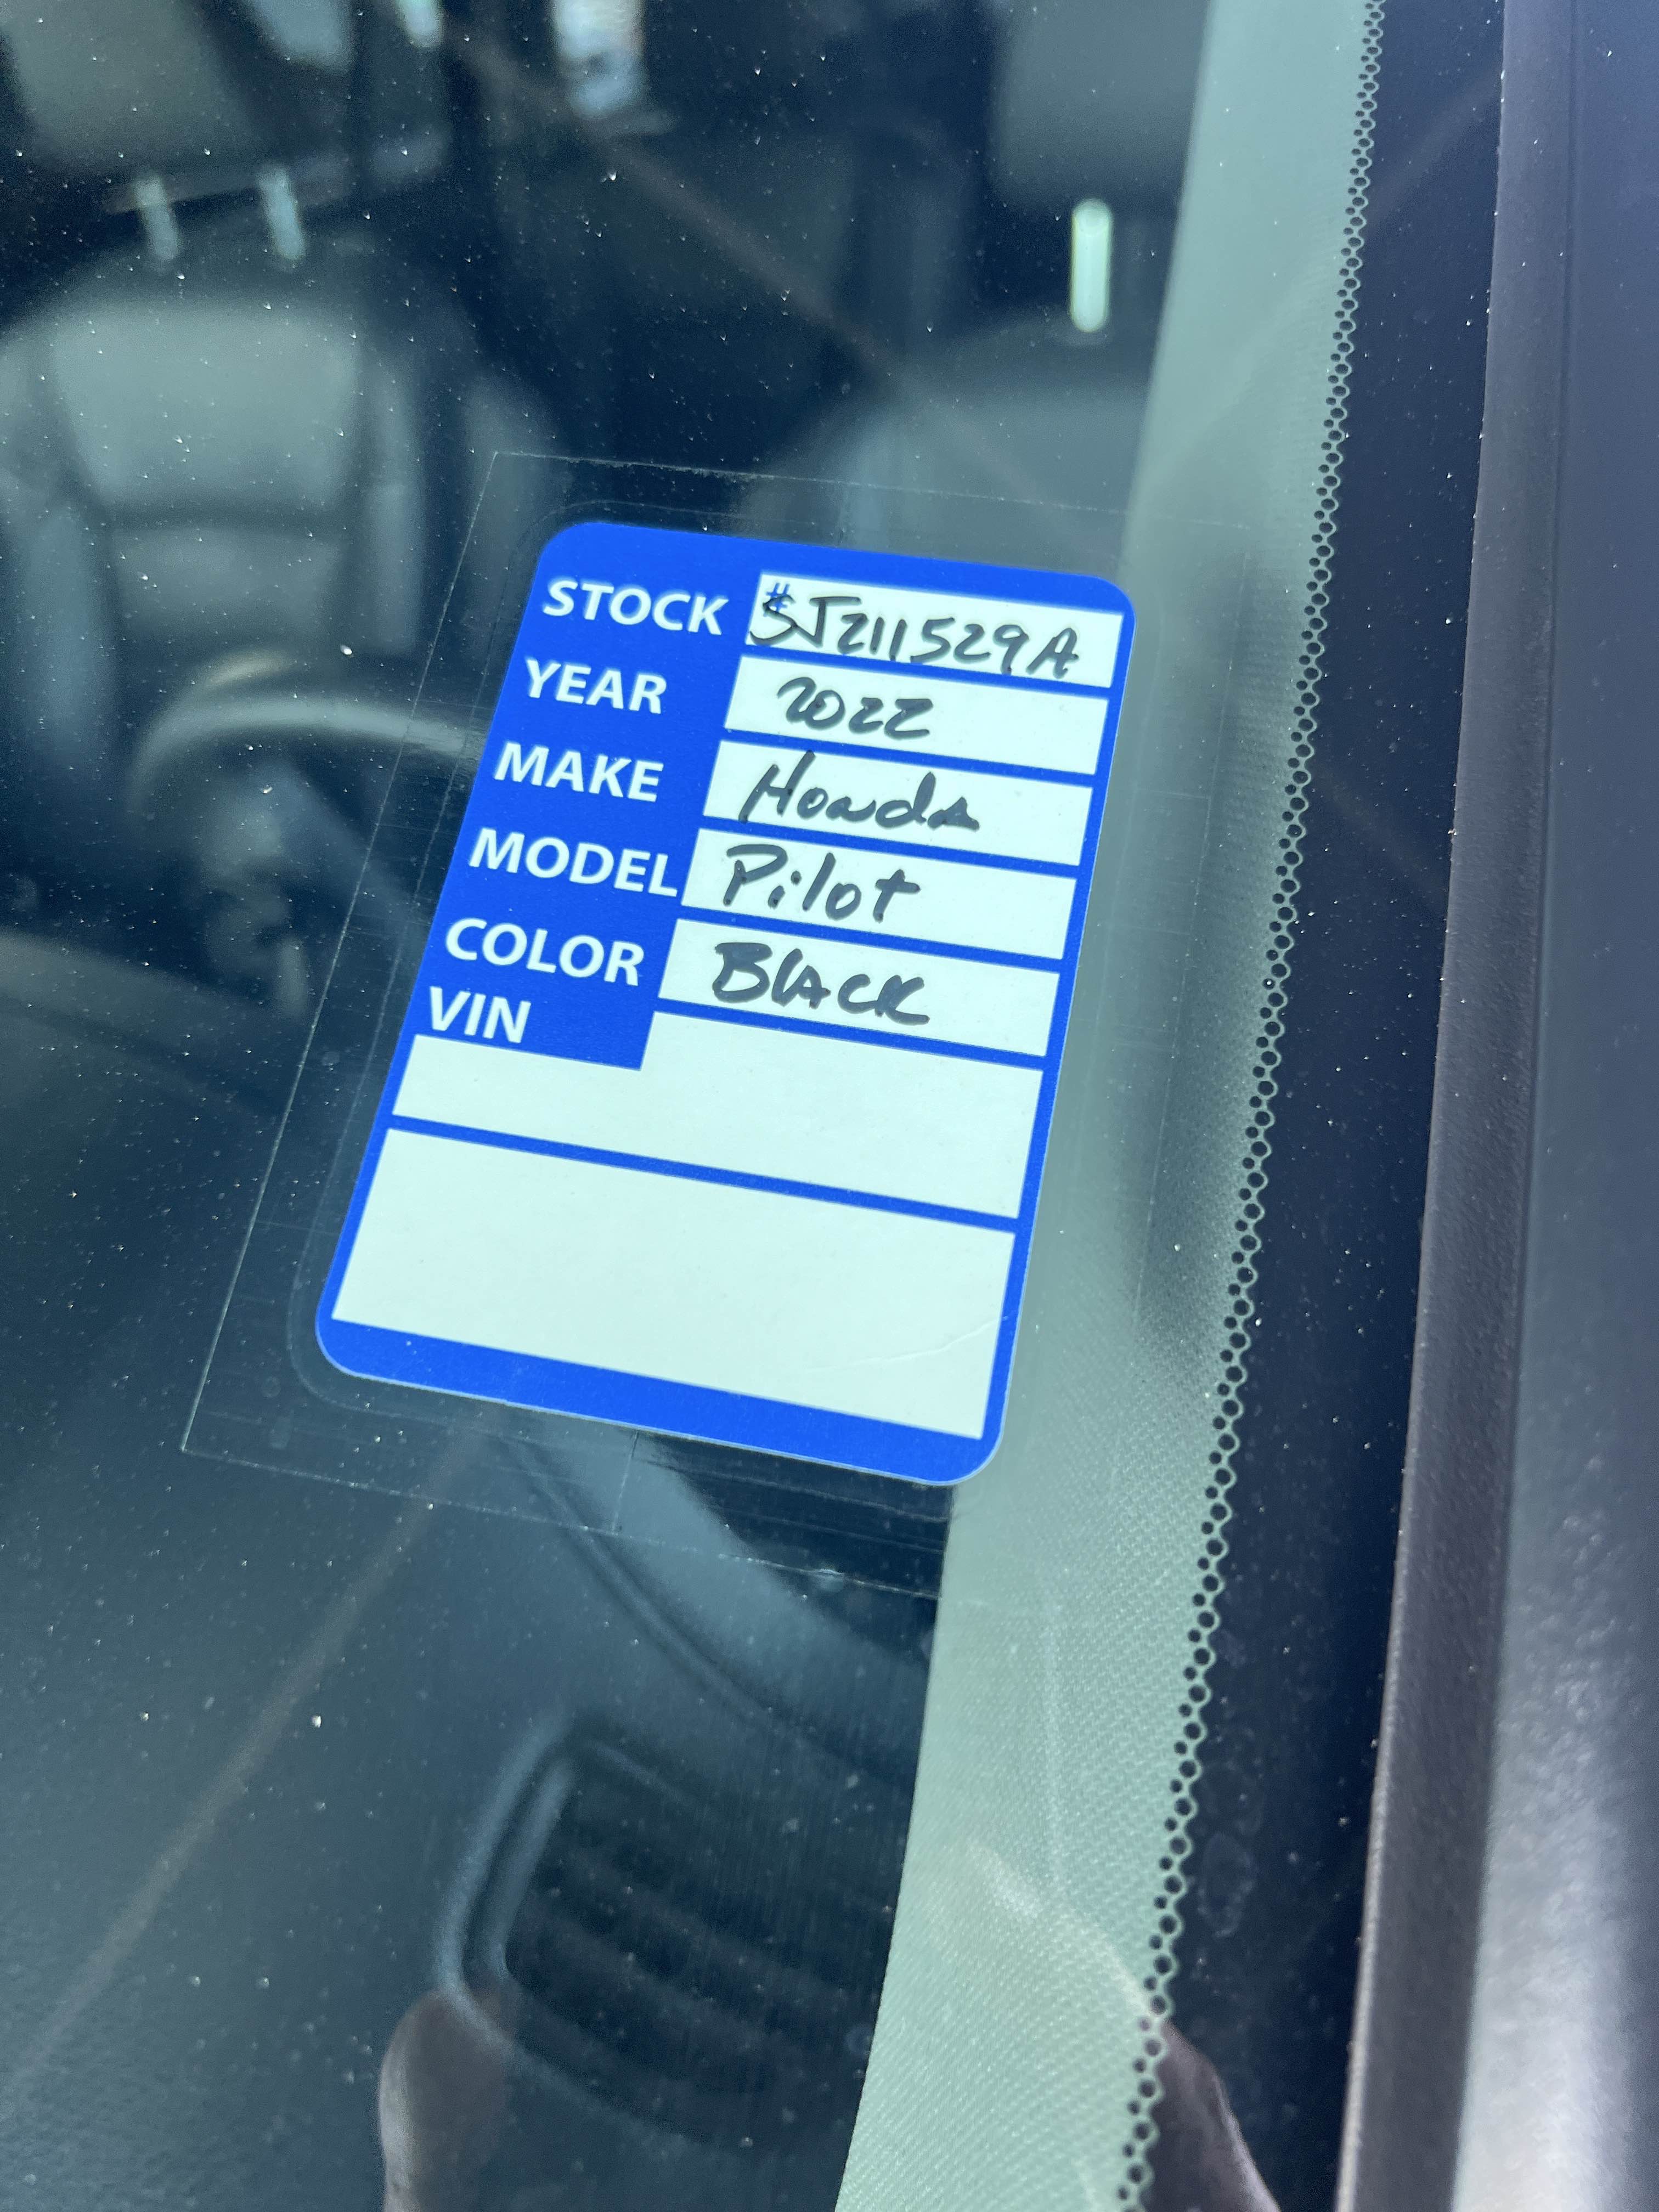 STOCK #SJ211529A
YEAR 2022
MAKE Honda
MODEL Pilot
COLOR BLACK
VIN